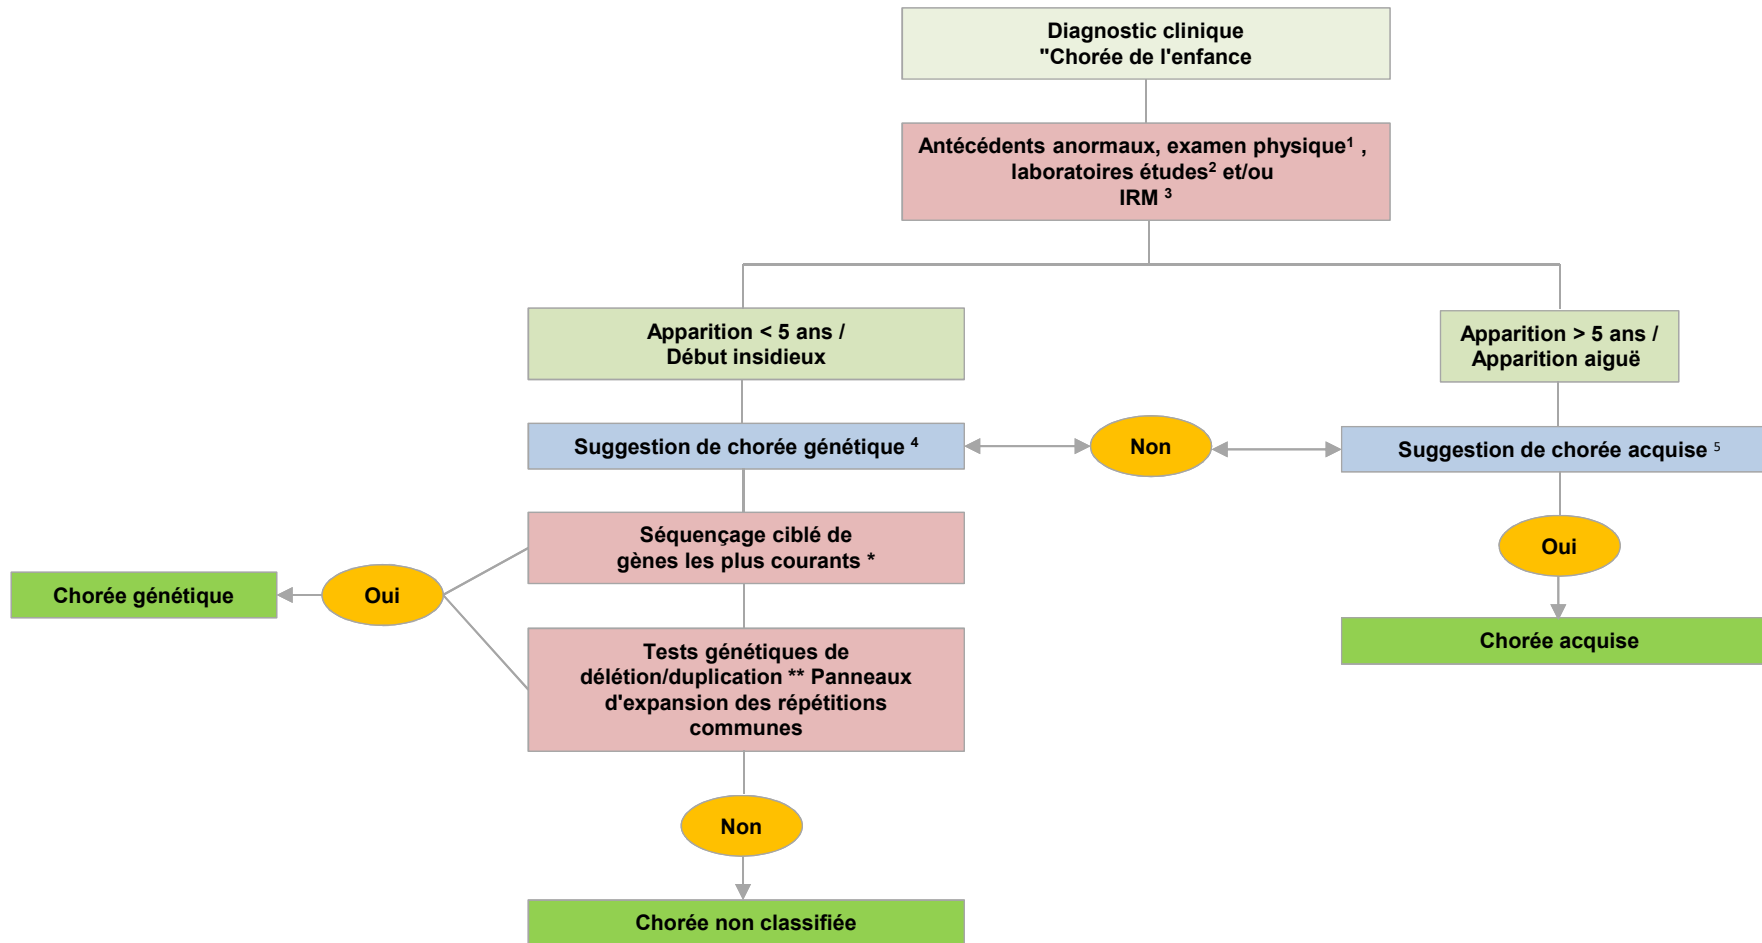 Diagnostic clinique
"Chorée de l'enfance
Antécédents anormaux, examen physique¹ ,
laboratoires études² et/ou
IRM ³
Apparition < 5 ans /
Début insidieux
Apparition > 5 ans /
Apparition aiguë
Suggestion de chorée génétique ⁴
Non
Suggestion de chorée acquise ⁵
Séquençage ciblé de
gènes les plus courants *
Oui
Chorée génétique
Oui
Tests génétiques de
délétion/duplication ** Panneaux
d'expansion des répétitions
communes
Chorée acquise
Non
Chorée non classifiée